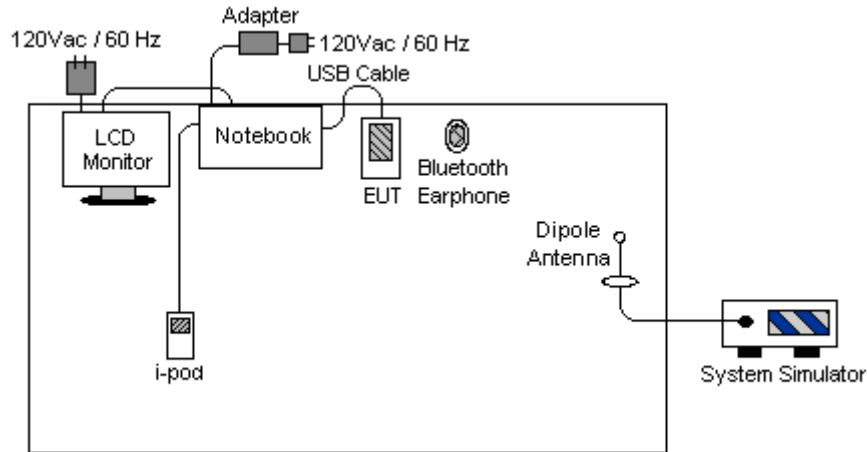 Adapter
120Vac / 60 Hz
120Vac / 60 Hz
USB Cable
LCD
Monitor
Notebook
EUT
Bluetooth
Earphone
Dipole
Antenna
i-pod
System Simulator